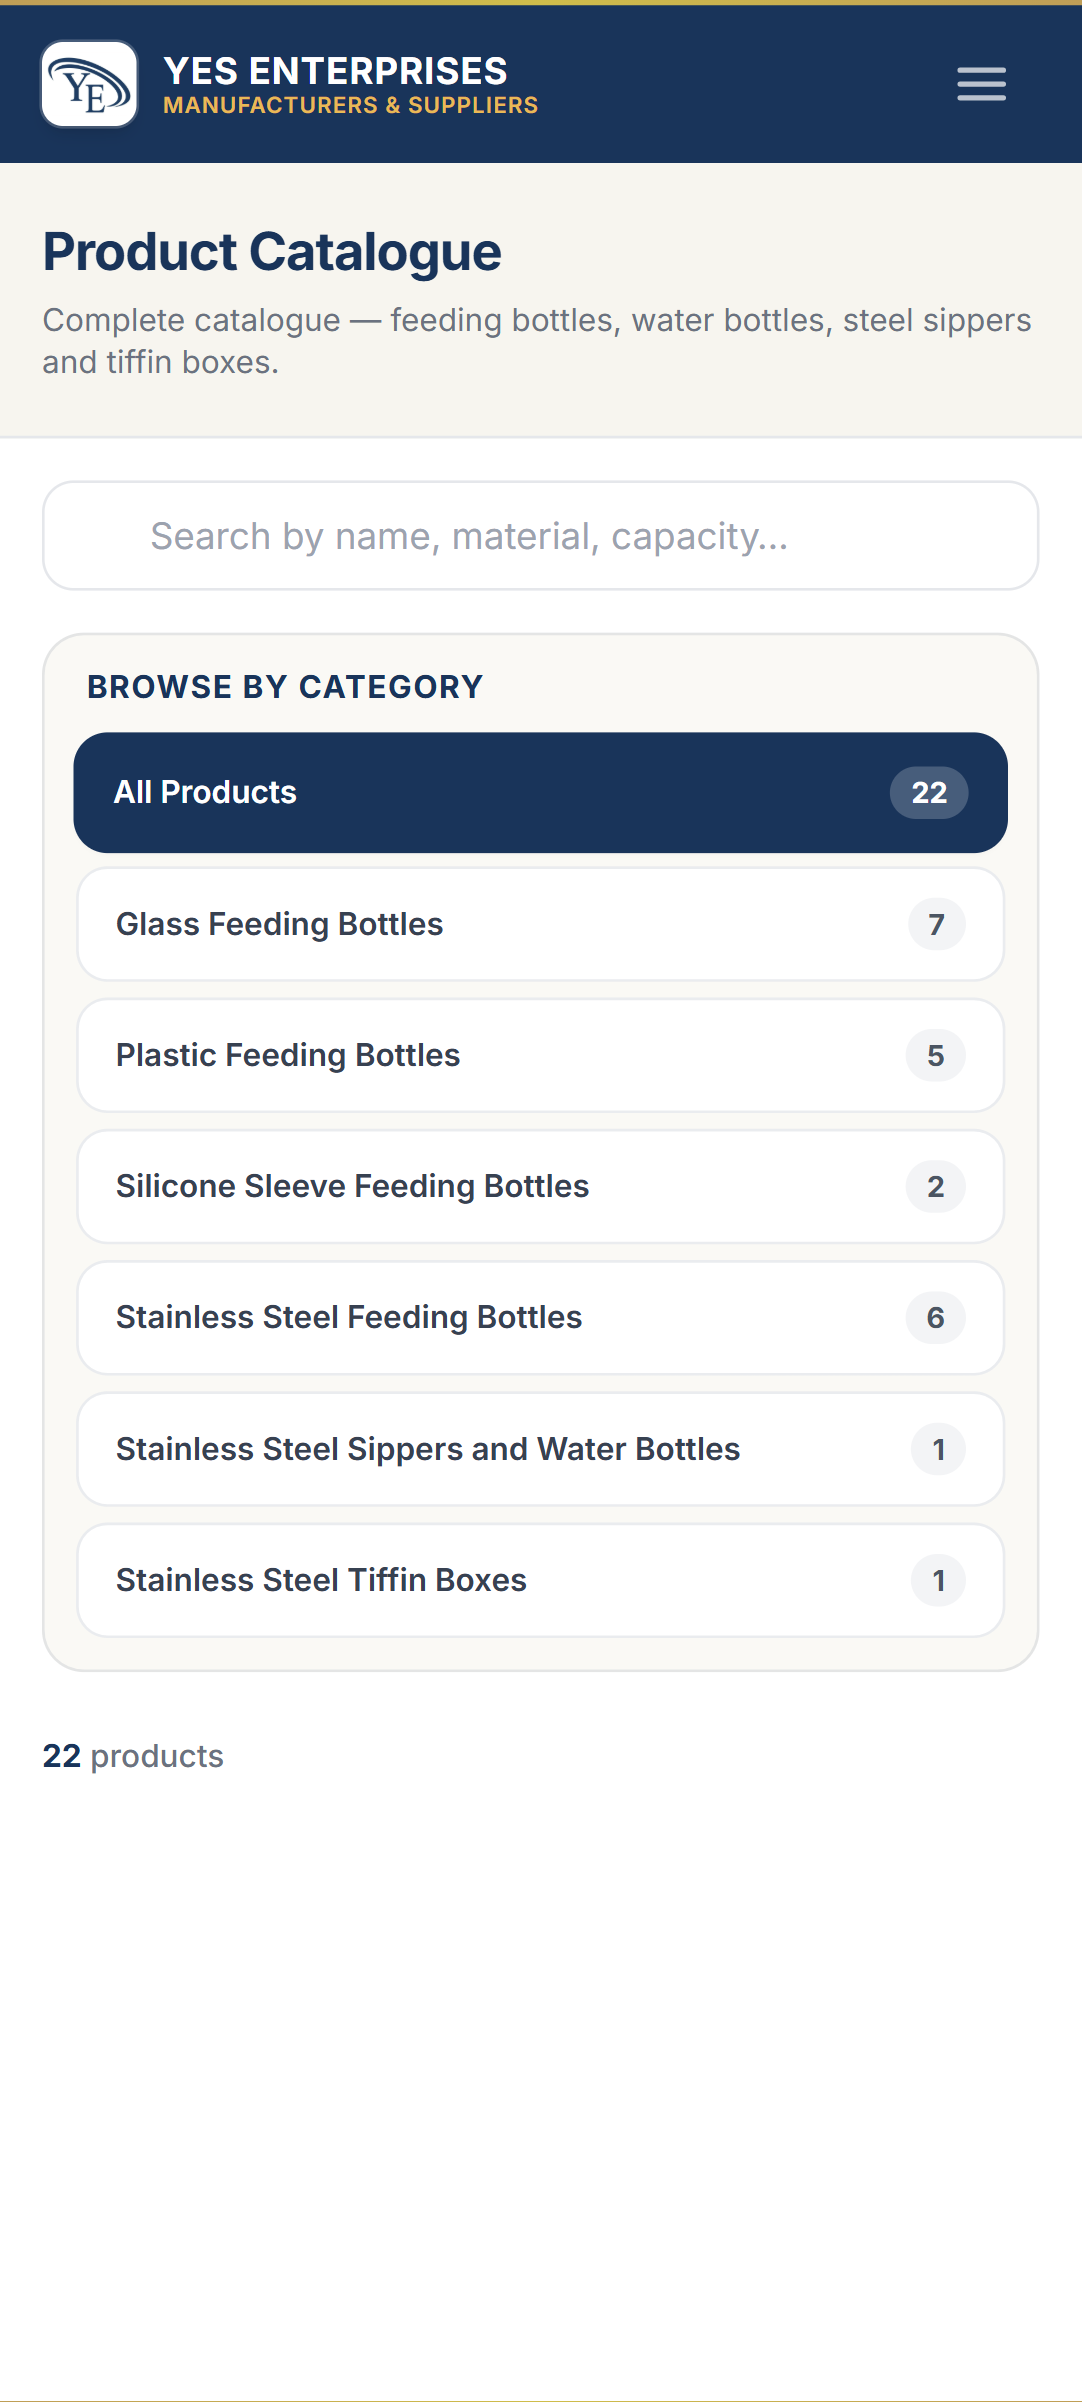 YE
YES ENTERPRISES
MANUFACTURERS & SUPPLIERS
Product Catalogue
Complete catalogue — feeding bottles, water bottles, steel sippers
and tiffin boxes.
Search by name, material, capacity...
BROWSE BY CATEGORY
All Products 22
Glass Feeding Bottles 7
Plastic Feeding Bottles 5
Silicone Sleeve Feeding Bottles 2
Stainless Steel Feeding Bottles 6
Stainless Steel Sippers and Water Bottles 1
Stainless Steel Tiffin Boxes 1
22 products